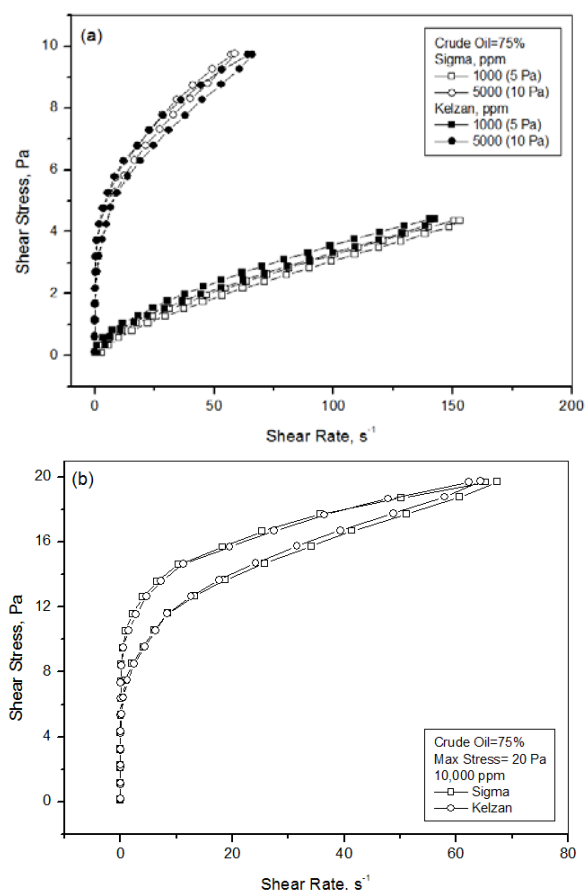 (a)
Crude Oil=75%
Sigma, ppm
1000 (5 Pa)
5000 (10 Pa)
Kelzan, ppm
1000 (5 Pa)
5000 (10 Pa)
10
8
6
4
2
0
Shear Stress, Pa
0 50 100 150 200
Shear Rate, s⁻¹
(b)
20
16
12
8
4
0
Shear Stress, Pa
Crude Oil=75%
Max Stress= 20 Pa
10,000 ppm
Sigma
Kelzan
0 20 40 60 80
Shear Rate, s⁻¹